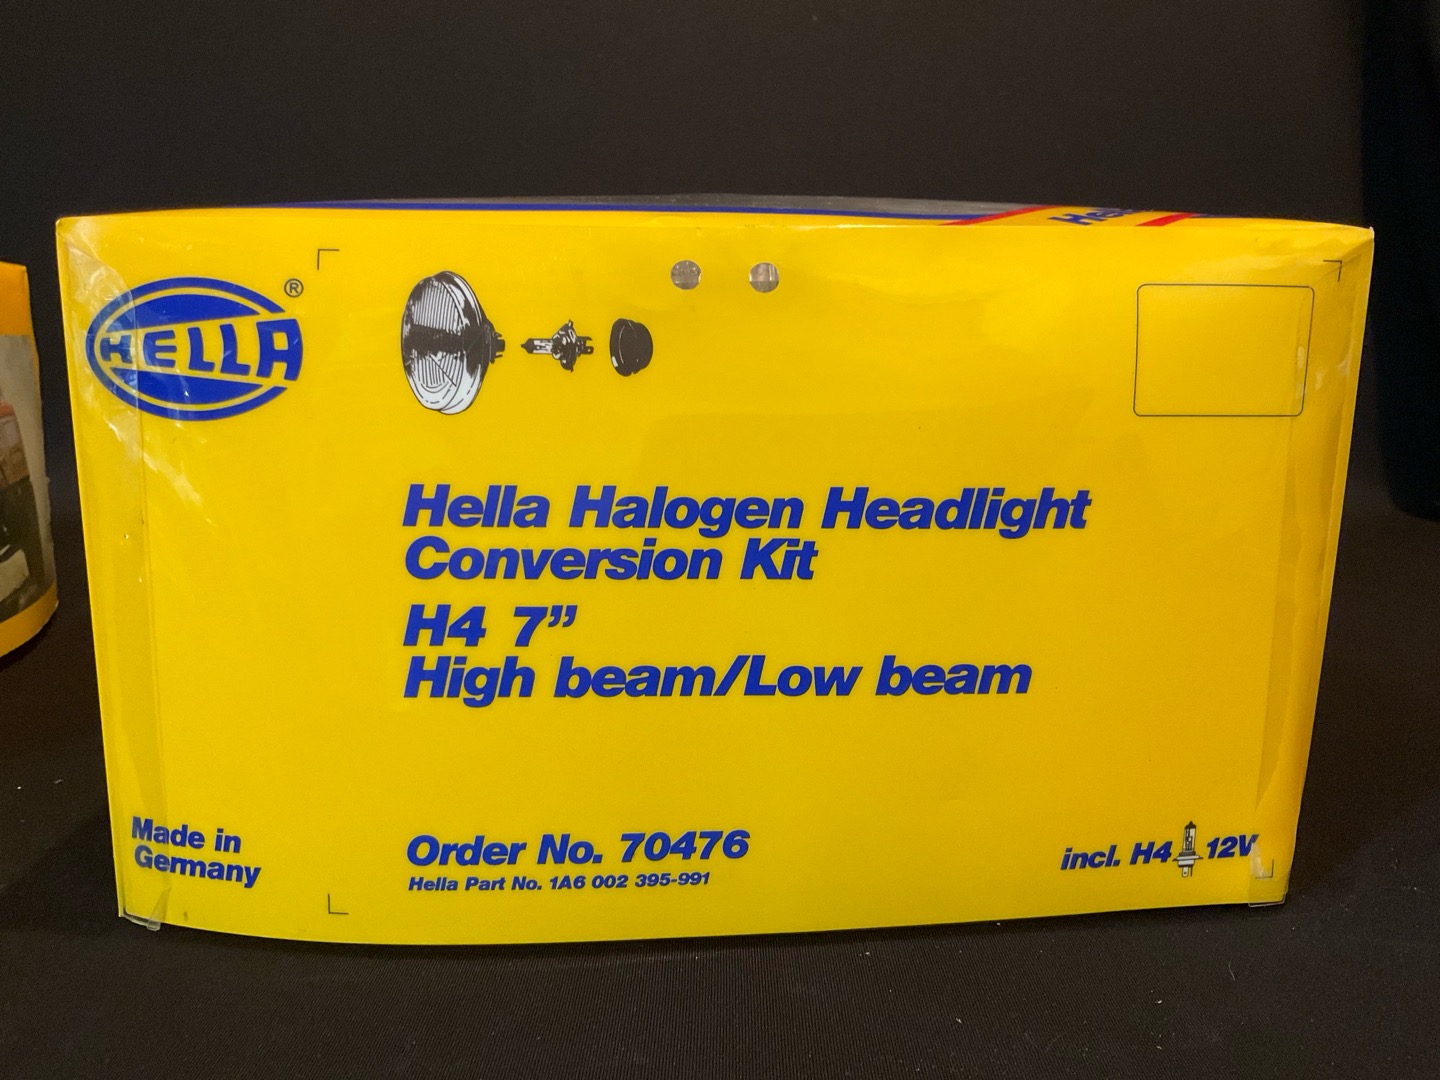 HELLA ®
Hella Halogen Headlight
Conversion Kit
H4 7”
High beam/Low beam
Made in
Germany
Order No. 70476
Hella Part No. 1A6 002 395-991
incl. H4 12V